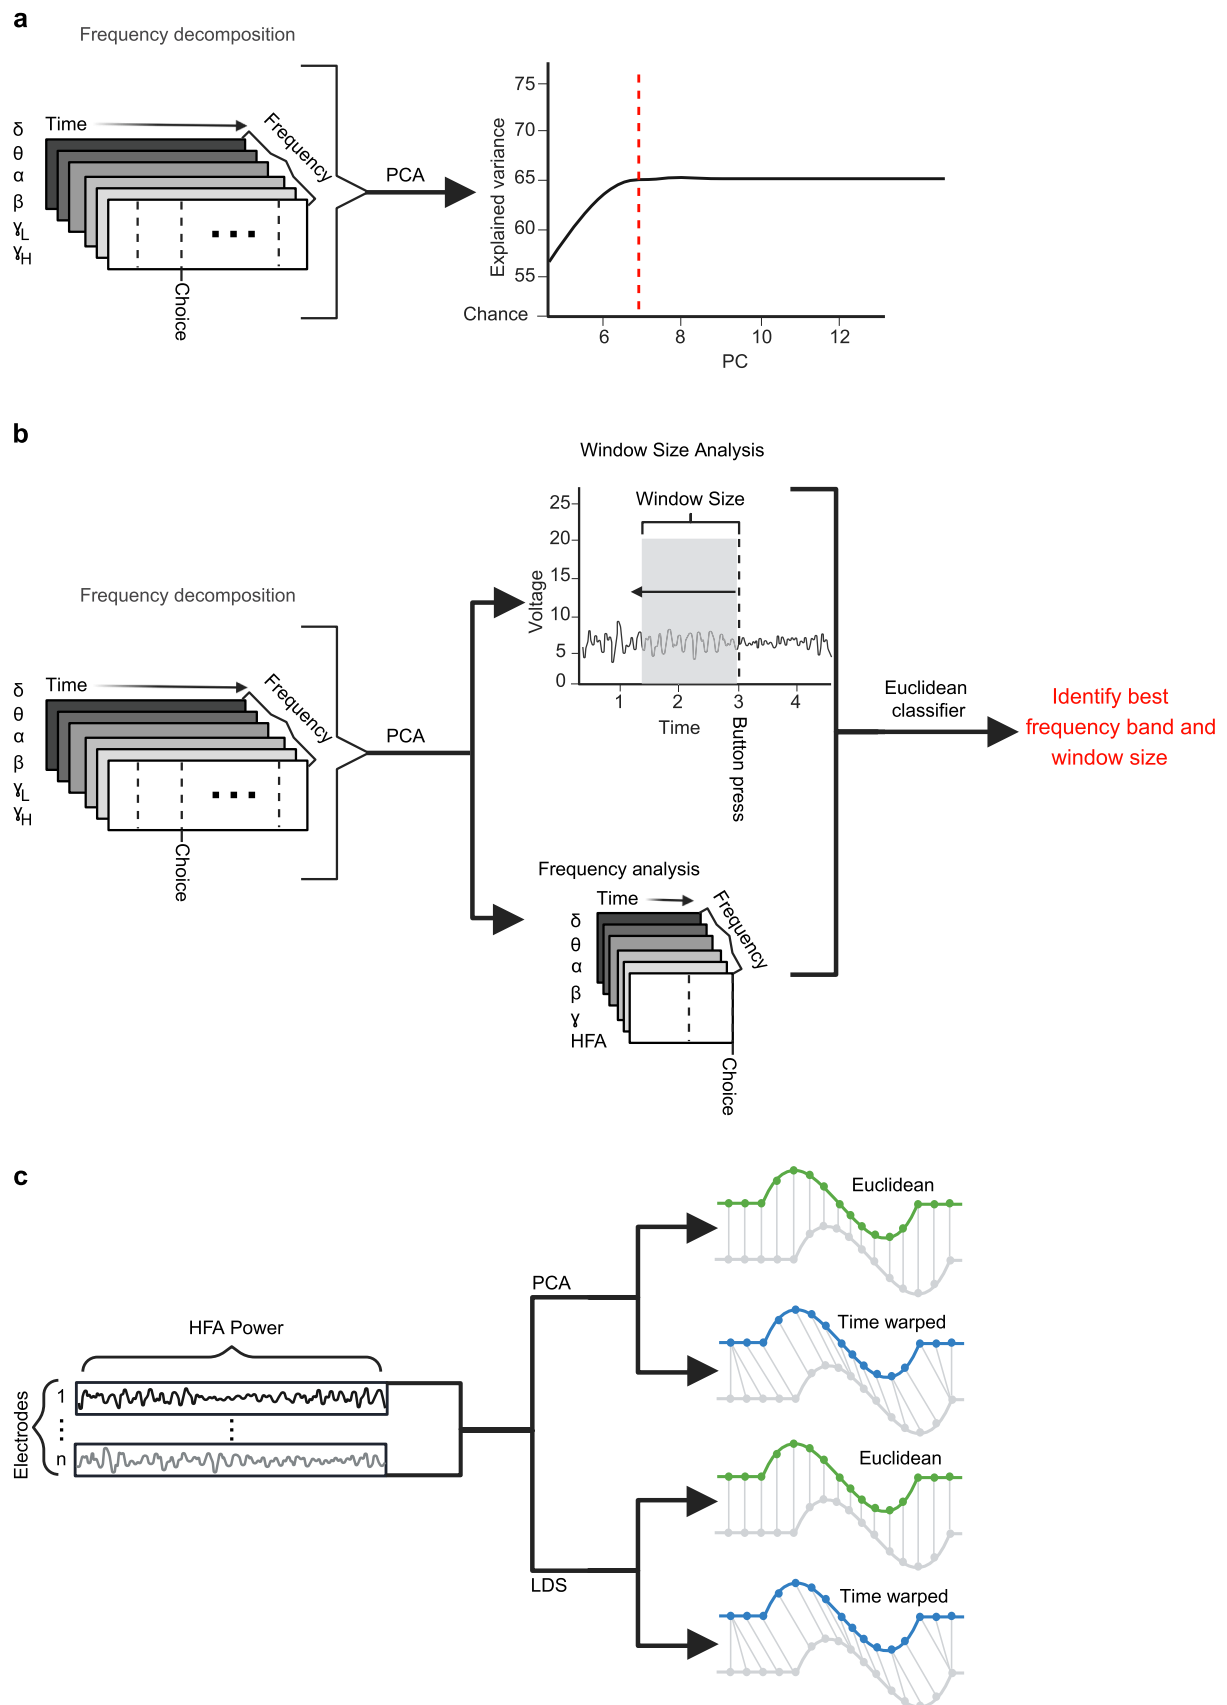 a
Frequency decomposition
Time
Frequency
δ
θ
α
β
γL
γH
Choice
PCA
Explained variance
75
70
65
60
55
Chance
6
8
10
12
PC
b
Window Size Analysis
Window Size
25
20
15
10
5
0
Voltage
1
2
3
4
Time
Button press
Frequency decomposition
Time
Frequency
δ
θ
α
β
γL
γH
Choice
PCA
Euclidean
classifier
Identify best
frequency band and
window size
Frequency analysis
Time
Frequency
δ
θ
α
β
γ
HFA
Choice
c
HFA Power
Electrodes
1
n
PCA
LDS
Euclidean
Time warped
Euclidean
Time warped